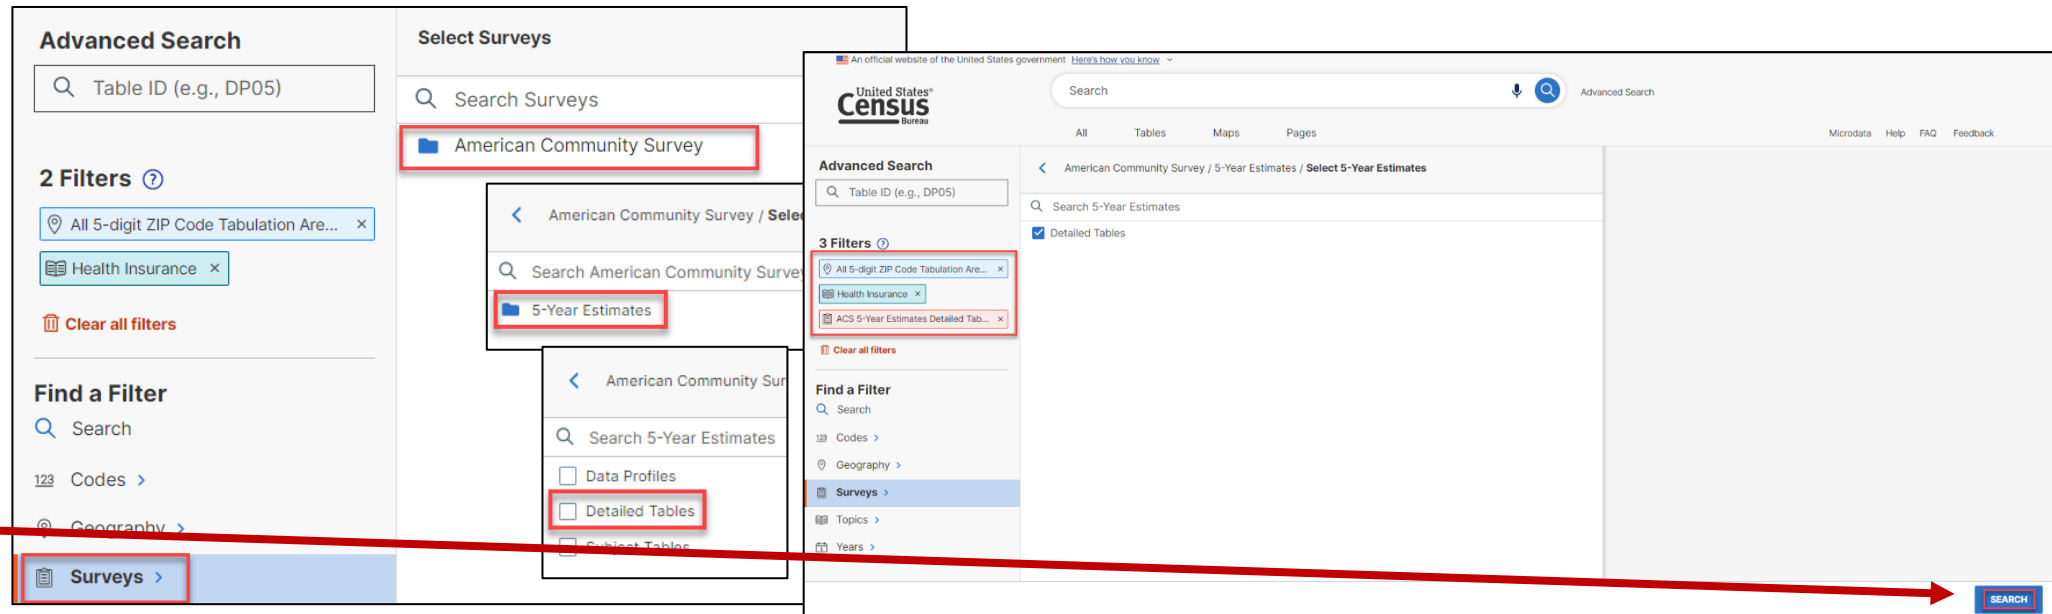 Advanced Search
Table ID (e.g., DP05)
2 Filters ?
All 5-digit ZIP Code Tabulation Are... ×
Health Insurance ×
Clear all filters
Find a Filter
Search
123 Codes >
Geography >
Surveys >
Select Surveys
Search Surveys
American Community Survey
American Community Survey / Sele
Search American Community Surve
5-Year Estimates
American Community Sur
Search 5-Year Estimates
Data Profiles
Detailed Tables
Subject Tables
An official website of the United States government Here's how you know
United States®
Census
Bureau
Search
Advanced Search
All Tables Maps Pages
Microdata Help FAQ Feedback
Advanced Search
Table ID (e.g., DP05)
3 Filters ?
All 5-digit ZIP Code Tabulation Are... ×
Health Insurance ×
ACS 5-Year Estimates Detailed Tab... ×
Clear all filters
Find a Filter
Search
123 Codes >
Geography >
Surveys >
Topics >
Years >
American Community Survey / 5-Year Estimates / Select 5-Year Estimates
Search 5-Year Estimates
Detailed Tables
SEARCH